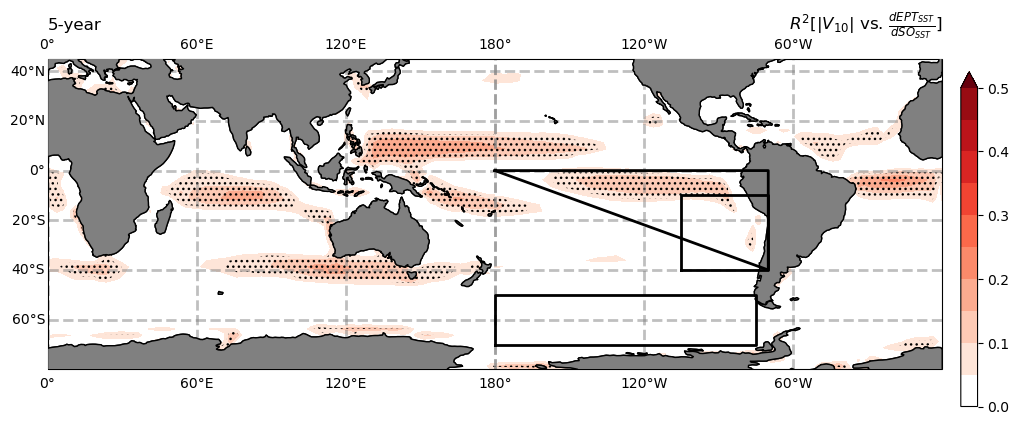 5-year
R²[|V₁₀| vs. dEPT_SST/dSO_SST]
0° 60°E 120°E 180° 120°W 60°W
40°N
20°N
0°
20°S
40°S
60°S
0° 60°E 120°E 180° 120°W 60°W
0.5
0.4
0.3
0.2
0.1
0.0